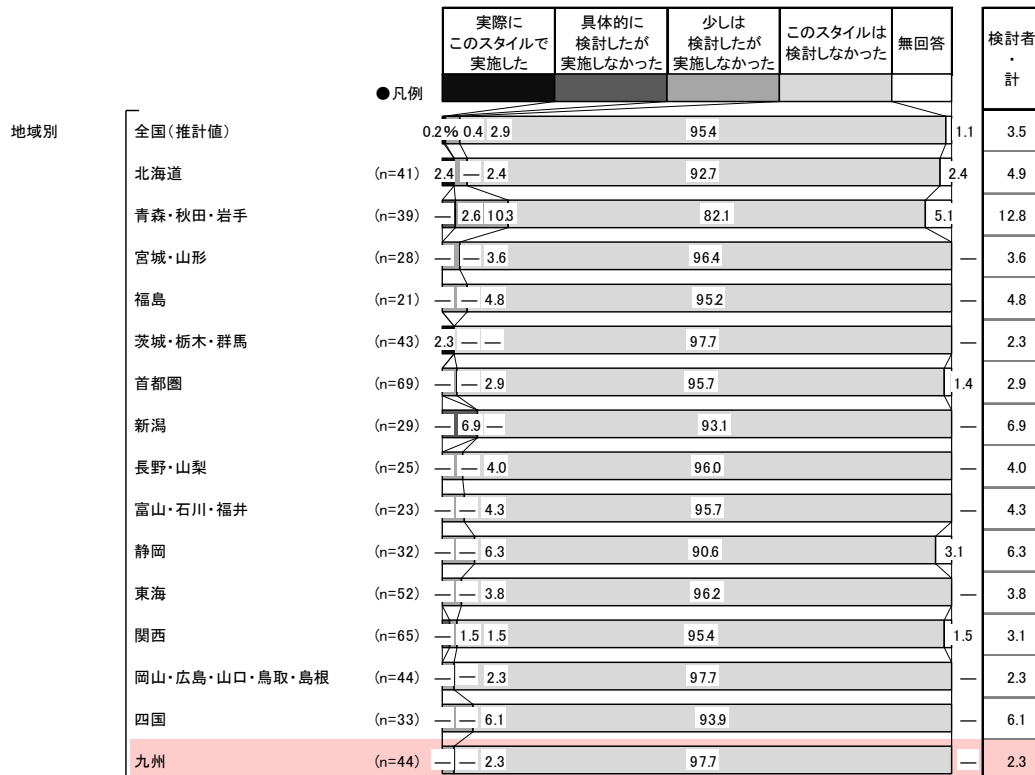 実際に
このスタイルで
実施した
具体的に
検討したが
実施しなかった
少しは
検討したが
実施しなかった
このスタイルは
検討しなかった
無回答
検討者
・
計
●凡例
地域別
全国(推計値) 0.2% 0.4 2.9 95.4 1.1 3.5
北海道 (n=41) 2.4 — 2.4 92.7 2.4 4.9
青森・秋田・岩手 (n=39) — 2.6 10.3 82.1 5.1 12.8
宮城・山形 (n=28) — — 3.6 96.4 — 3.6
福島 (n=21) — — 4.8 95.2 — 4.8
茨城・栃木・群馬 (n=43) 2.3 — — 97.7 — 2.3
首都圏 (n=69) — — 2.9 95.7 1.4 2.9
新潟 (n=29) — 6.9 — 93.1 — 6.9
長野・山梨 (n=25) — — 4.0 96.0 — 4.0
富山・石川・福井 (n=23) — — 4.3 95.7 — 4.3
静岡 (n=32) — — 6.3 90.6 3.1 6.3
東海 (n=52) — — 3.8 96.2 — 3.8
関西 (n=65) — 1.5 1.5 95.4 1.5 3.1
岡山・広島・山口・鳥取・島根 (n=44) — — 2.3 97.7 — 2.3
四国 (n=33) — — 6.1 93.9 — 6.1
九州 (n=44) — — 2.3 97.7 — 2.3